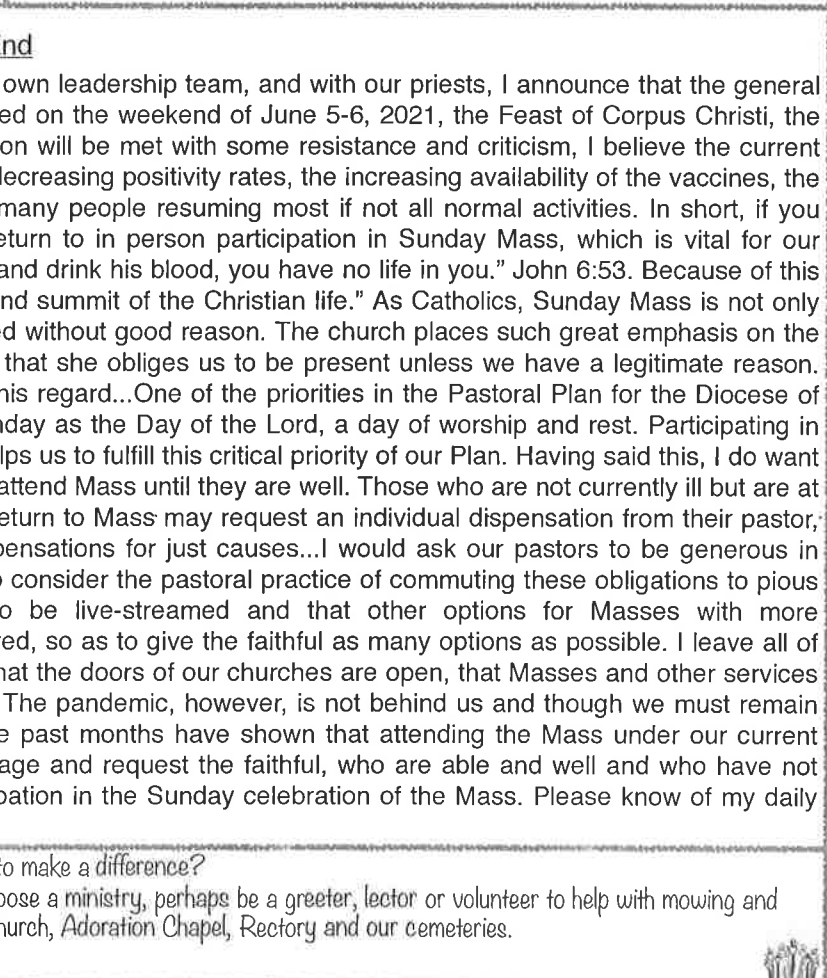 nd
own leadership team, and with our priests, I announce that the general
ed on the weekend of June 5-6, 2021, the Feast of Corpus Christi, the
on will be met with some resistance and criticism, I believe the current
decreasing positivity rates, the increasing availability of the vaccines, the
many people resuming most if not all normal activities. In short, if you
eturn to in person participation in Sunday Mass, which is vital for our
and drink his blood, you have no life in you." John 6:53. Because of this
nd summit of the Christian life." As Catholics, Sunday Mass is not only
d without good reason. The church places such great emphasis on the
that she obliges us to be present unless we have a legitimate reason.
his regard...One of the priorities in the Pastoral Plan for the Diocese of
nday as the Day of the Lord, a day of worship and rest. Participating in
lps us to fulfill this critical priority of our Plan. Having said this, I do want
attend Mass until they are well. Those who are not currently ill but are at
eturn to Mass may request an individual dispensation from their pastor,
pensations for just causes...I would ask our pastors to be generous in
o consider the pastoral practice of commuting these obligations to pious
o be live-streamed and that other options for Masses with more
red, so as to give the faithful as many options as possible. I leave all of
hat the doors of our churches are open, that Masses and other services
The pandemic, however, is not behind us and though we must remain
e past months have shown that attending the Mass under our current
age and request the faithful, who are able and well and who have not
pation in the Sunday celebration of the Mass. Please know of my daily
to make a difference?
oose a ministry, perhaps be a greeter, lector or volunteer to help with mowing and
hurch, Adoration Chapel, Rectory and our cemeteries.